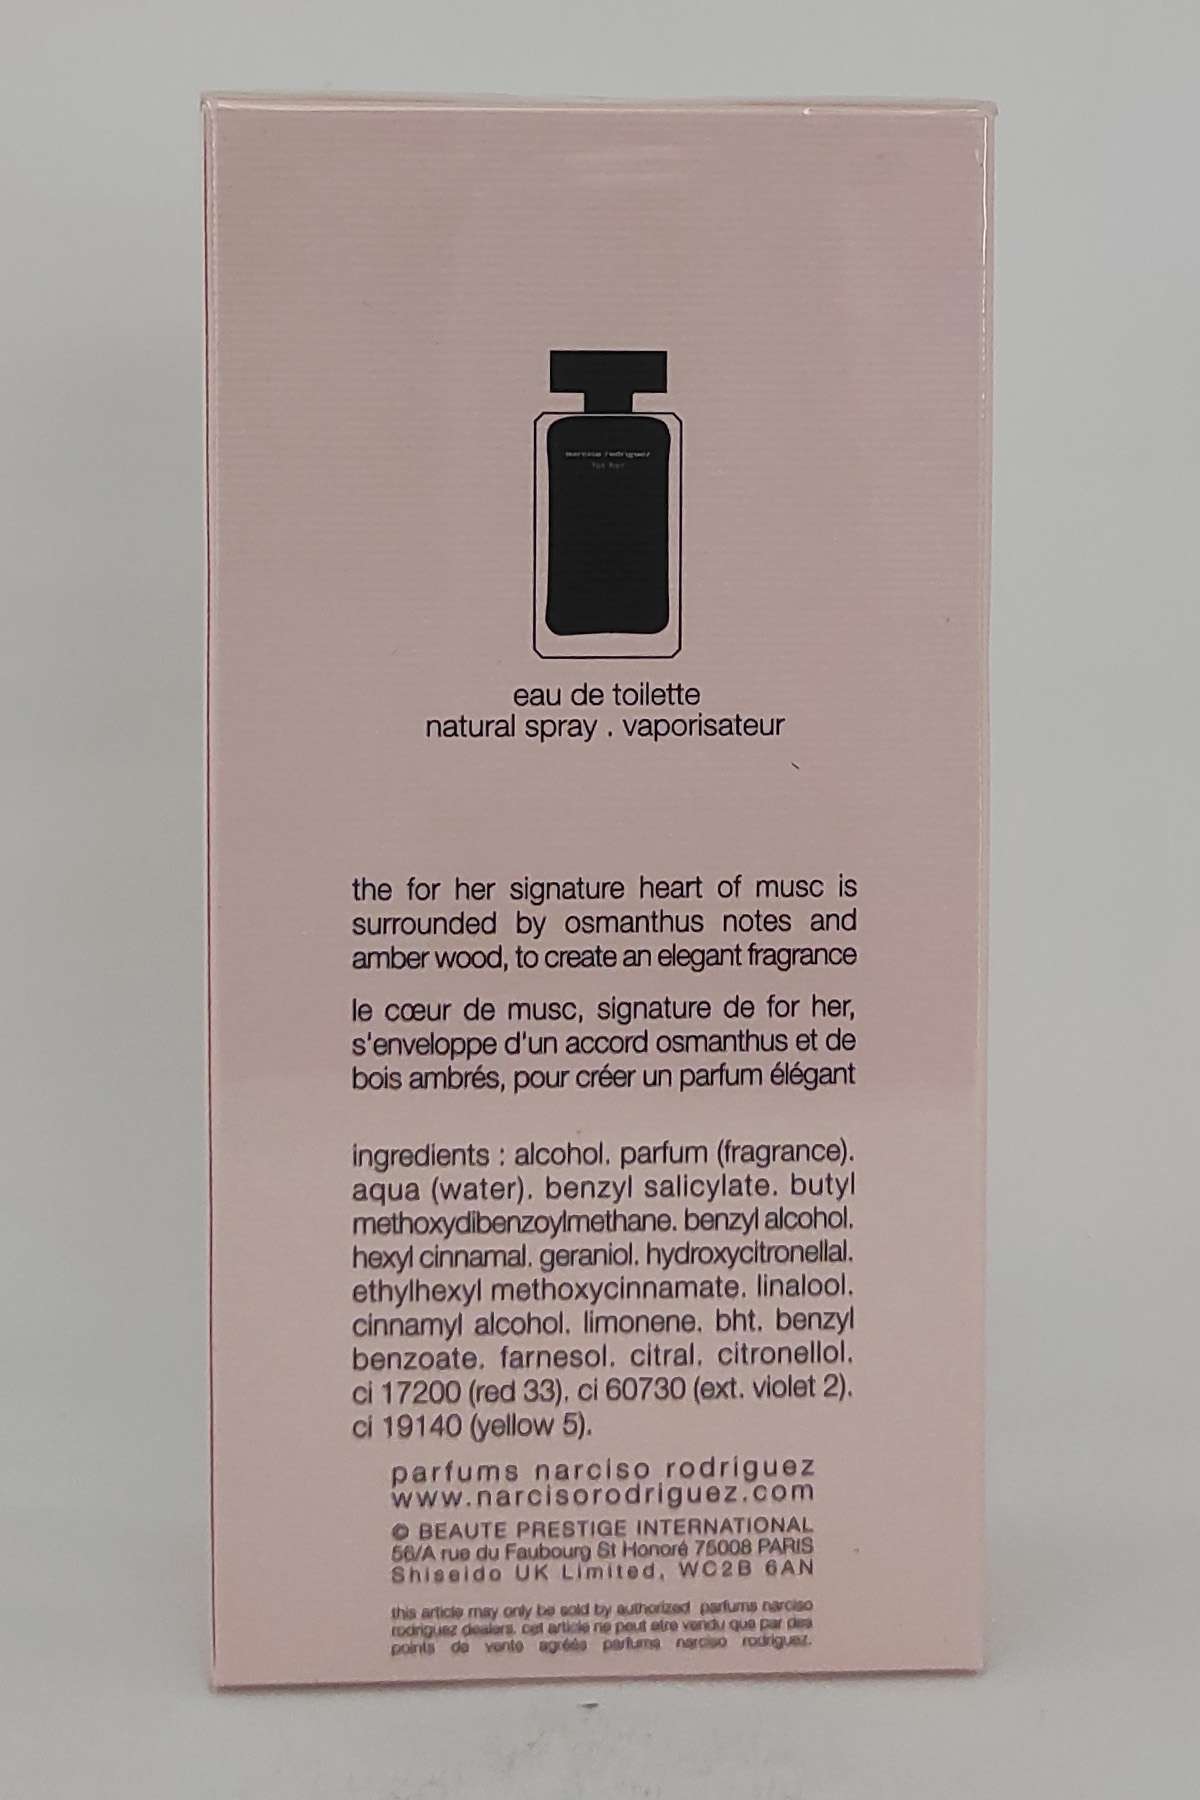 narciso rodriguez
for her
eau de toilette
natural spray . vaporisateur
the for her signature heart of musc is
surrounded by osmanthus notes and
amber wood, to create an elegant fragrance
le cœur de musc, signature de for her,
s'enveloppe d'un accord osmanthus et de
bois ambrés, pour créer un parfum élégant
ingredients : alcohol. parfum (fragrance).
aqua (water). benzyl salicylate. butyl
methoxydibenzoylmethane. benzyl alcohol.
hexyl cinnamal. geraniol. hydroxycitronellal.
ethylhexyl methoxycinnamate. linalool.
cinnamyl alcohol. limonene. bht. benzyl
benzoate. farnesol. citral. citronellol.
ci 17200 (red 33). ci 60730 (ext. violet 2).
ci 19140 (yellow 5).
parfums narciso rodriguez
www.narcisorodriguez.com
© BEAUTE PRESTIGE INTERNATIONAL
56/A rue du Faubourg St Honoré 75008 PARIS
Shiseido UK Limited, WC2B 6AN
this article may only be sold by authorized parfums narciso
rodriguez dealers. cet article ne peut etre vendu que par des
points de vente agréés parfums narciso rodriguez.